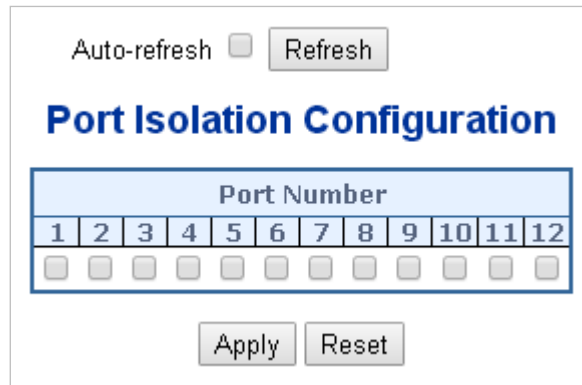 Auto-refresh Refresh
Port Isolation Configuration
Port Number
1 2 3 4 5 6 7 8 9 10 11 12
Apply Reset